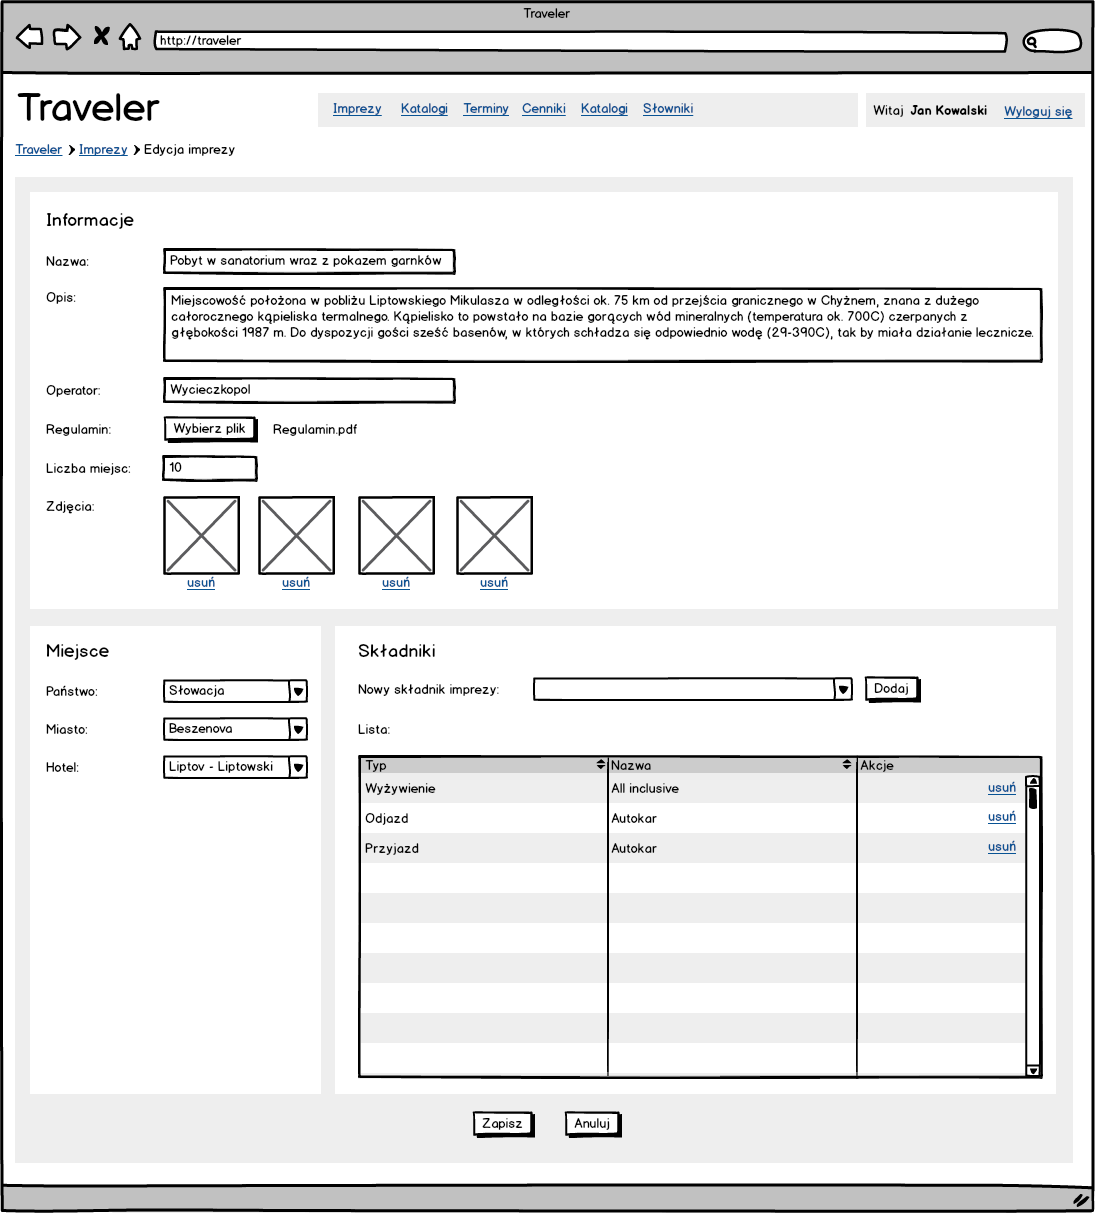 Traveler
http://traveler
Traveler
Imprezy Katalogi Terminy Cenniki Katalogi Słowniki
Witaj Jan Kowalski Wyloguj się
Traveler Imprezy Edycja imprezy
Informacje
Nazwa: Pobyt w sanatorium wraz z pokazem garnków
Opis: Miejscowość położona w pobliżu Liptowskiego Mikulasza w odległości ok. 75 km od przejścia granicznego w Chyżnem, znana z dużego
całorocznego kąpieliska termalnego. Kąpielisko to powstało na bazie gorących wód mineralnych (temperatura ok. 700C) czerpanych z
głębokości 1987 m. Do dyspozycji gości sześć basenów, w których schładza się odpowiednio wodę (29-390C), tak by miała działanie lecznicze.
Operator: Wycieczkopol
Regulamin: Wybierz plik Regulamin.pdf
Liczba miejsc: 10
Zdjęcia:
usuń usuń usuń usuń
Miejsce
Państwo: Słowacja
Miasto: Beszenova
Hotel: Liptov - Liptowski
Składniki
Nowy składnik imprezy: Dodaj
Lista:
Typ Nazwa Akcje
Wyżywienie All inclusive usuń
Odjazd Autokar usuń
Przyjazd Autokar usuń
Zapisz Anuluj